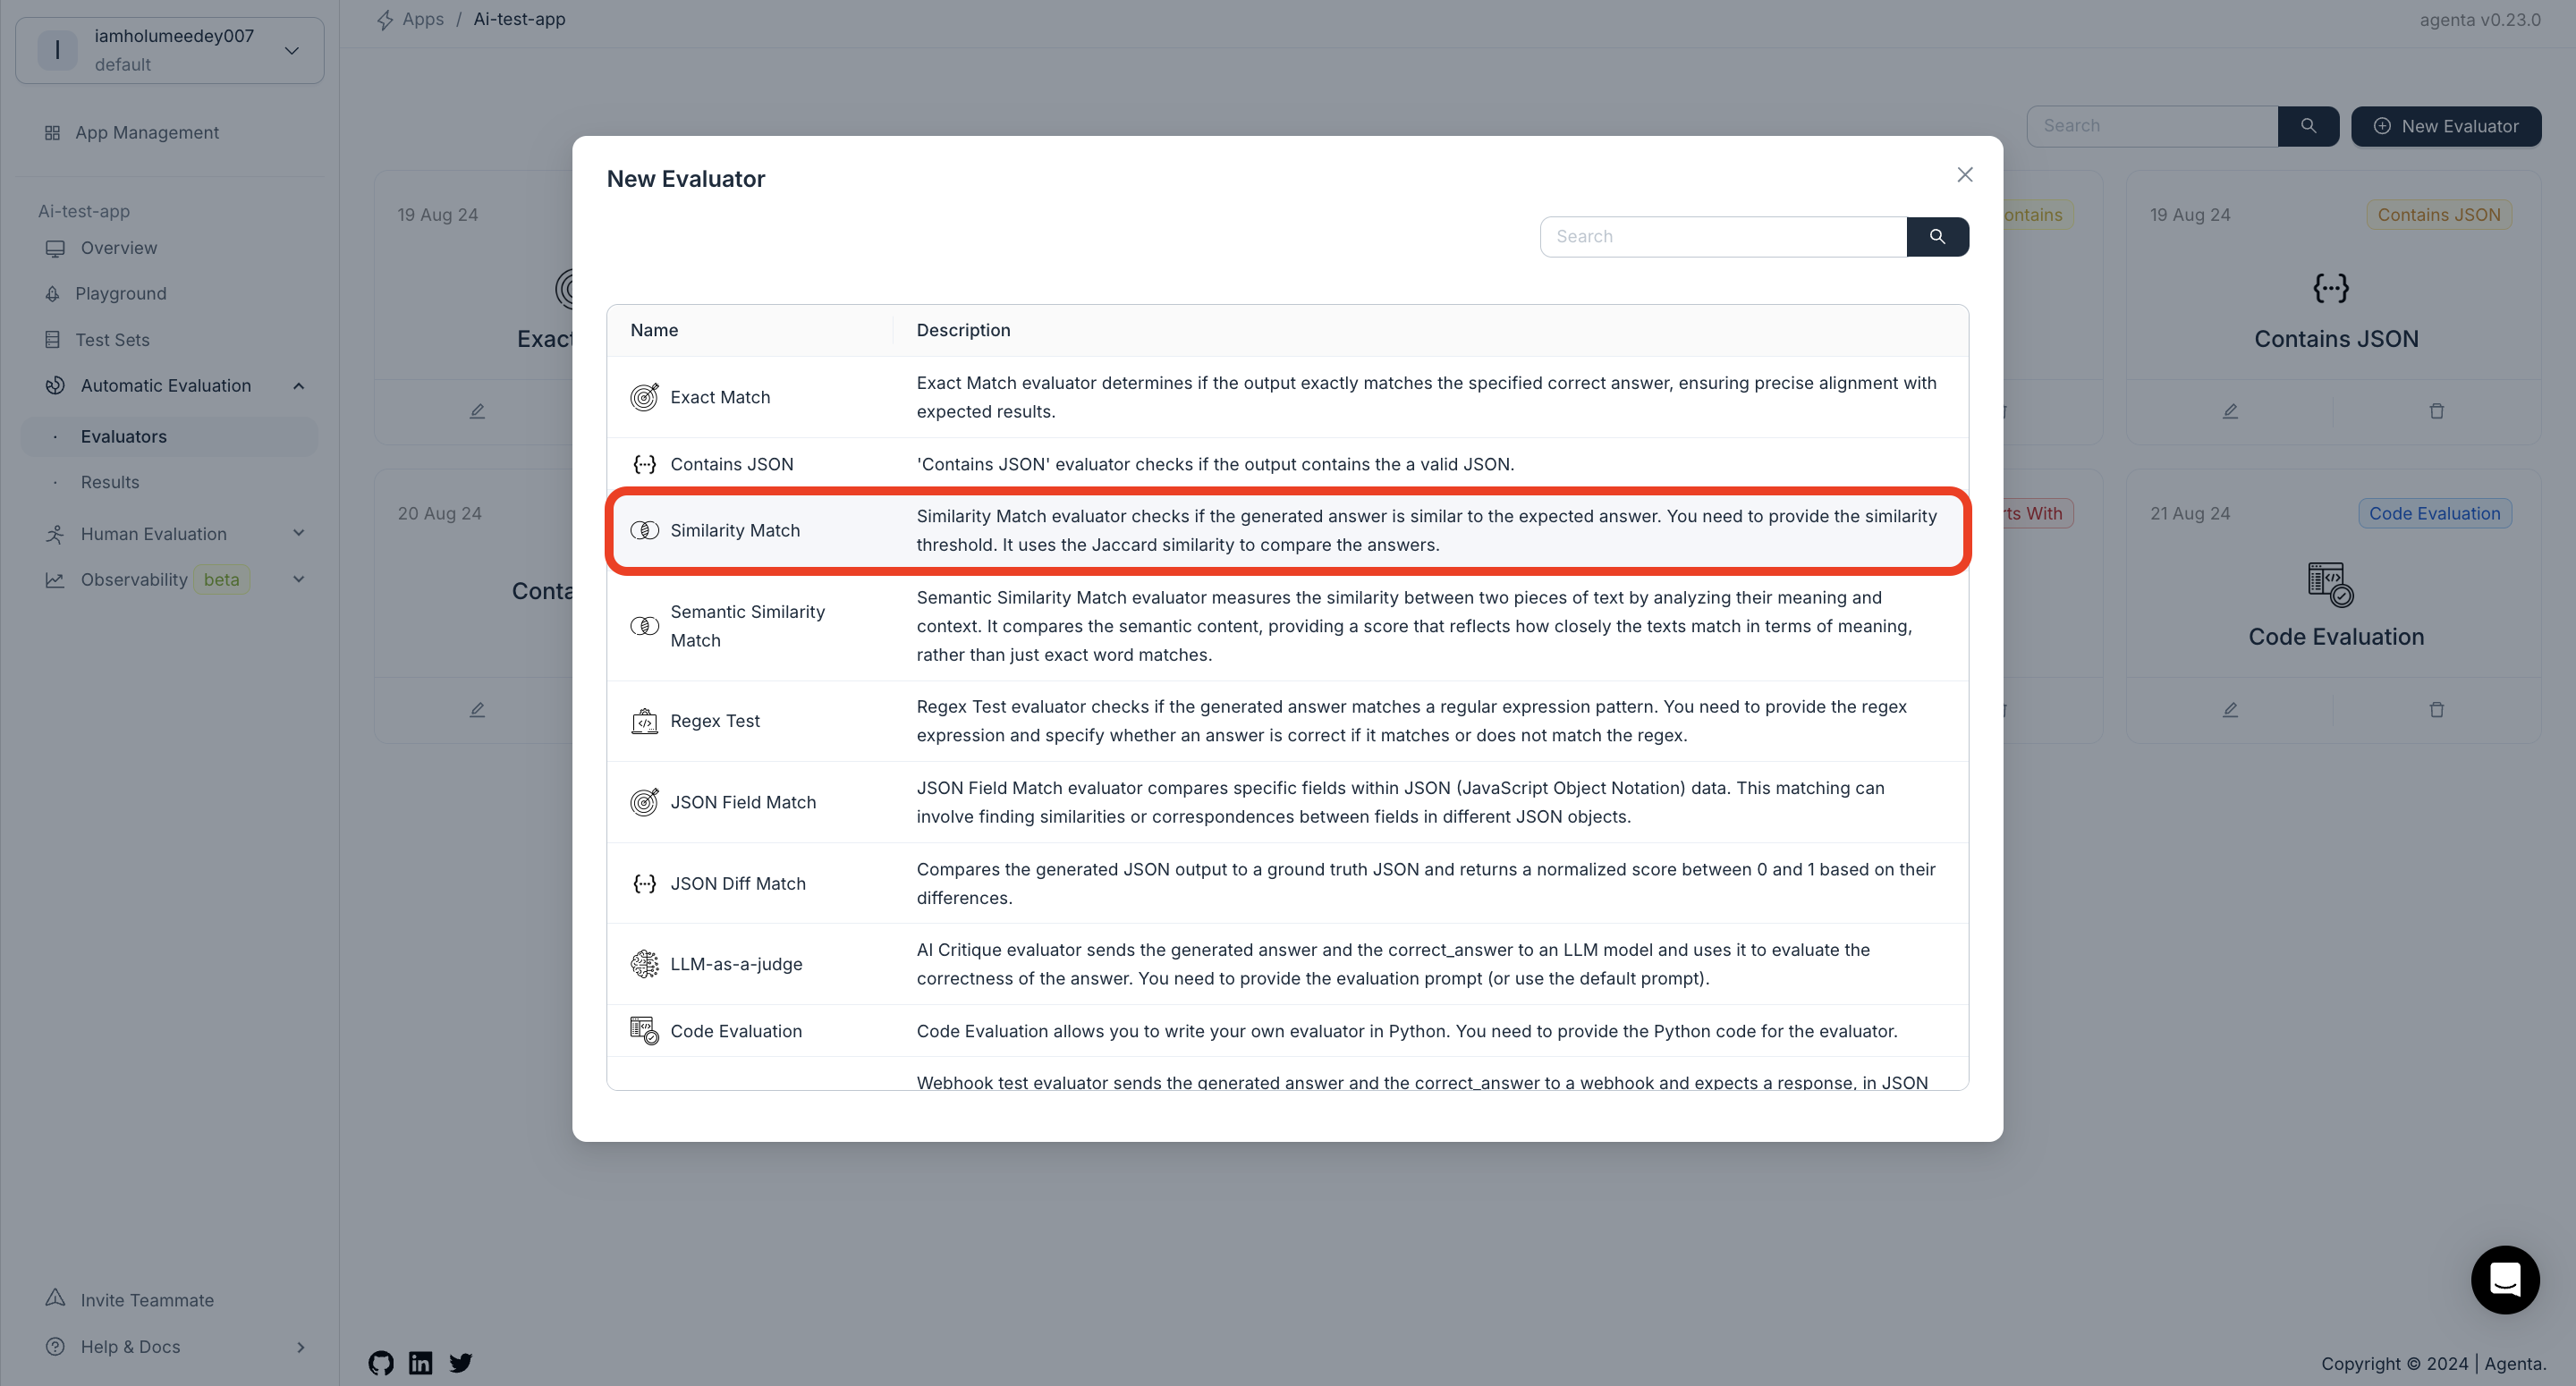 I
iamholumeedey007
default
Apps / Ai-test-app
agenta v0.23.0
App Management
Ai-test-app
Overview
Playground
Test Sets
Automatic Evaluation
· Evaluators
· Results
Human Evaluation
Observability beta
Invite Teammate
Help & Docs
Search
New Evaluator
19 Aug 24
Exact
19 Aug 24
Contains JSON
Contains JSON
20 Aug 24
21 Aug 24
Code Evaluation
Code Evaluation
New Evaluator
Search
Name
Description
Exact Match
Exact Match evaluator determines if the output exactly matches the specified correct answer, ensuring precise alignment with
expected results.
Contains JSON
'Contains JSON' evaluator checks if the output contains the a valid JSON.
Similarity Match
Similarity Match evaluator checks if the generated answer is similar to the expected answer. You need to provide the similarity
threshold. It uses the Jaccard similarity to compare the answers.
Semantic Similarity
Match
Semantic Similarity Match evaluator measures the similarity between two pieces of text by analyzing their meaning and
context. It compares the semantic content, providing a score that reflects how closely the texts match in terms of meaning,
rather than just exact word matches.
Regex Test
Regex Test evaluator checks if the generated answer matches a regular expression pattern. You need to provide the regex
expression and specify whether an answer is correct if it matches or does not match the regex.
JSON Field Match
JSON Field Match evaluator compares specific fields within JSON (JavaScript Object Notation) data. This matching can
involve finding similarities or correspondences between fields in different JSON objects.
JSON Diff Match
Compares the generated JSON output to a ground truth JSON and returns a normalized score between 0 and 1 based on their
differences.
LLM-as-a-judge
AI Critique evaluator sends the generated answer and the correct_answer to an LLM model and uses it to evaluate the
correctness of the answer. You need to provide the evaluation prompt (or use the default prompt).
Code Evaluation
Code Evaluation allows you to write your own evaluator in Python. You need to provide the Python code for the evaluator.
Webhook test evaluator sends the generated answer and the correct_answer to a webhook and expects a response, in JSON
Copyright © 2024 | Agenta.